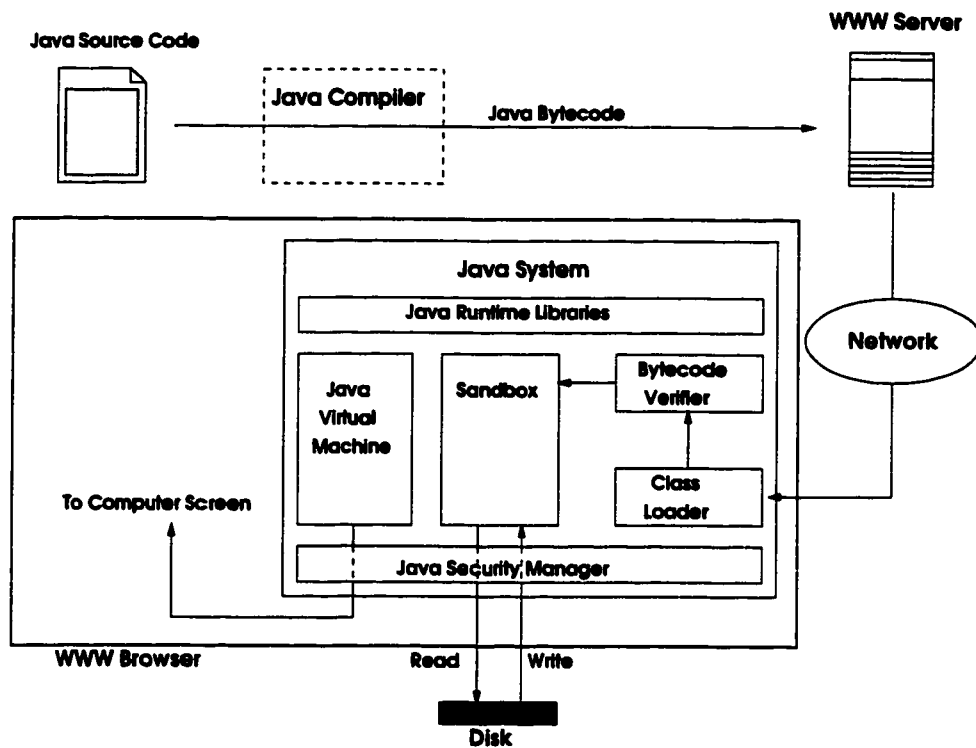 WWW Server
Java Source Code
Java Compiler
Java Bytecode
Java System
Java Runtime Libraries
Network
Java
Virtual
Machine
Sandbox
Bytecode
Verifier
Class
Loader
To Computer Screen
Java Security Manager
WWW Browser
Read
Write
Disk